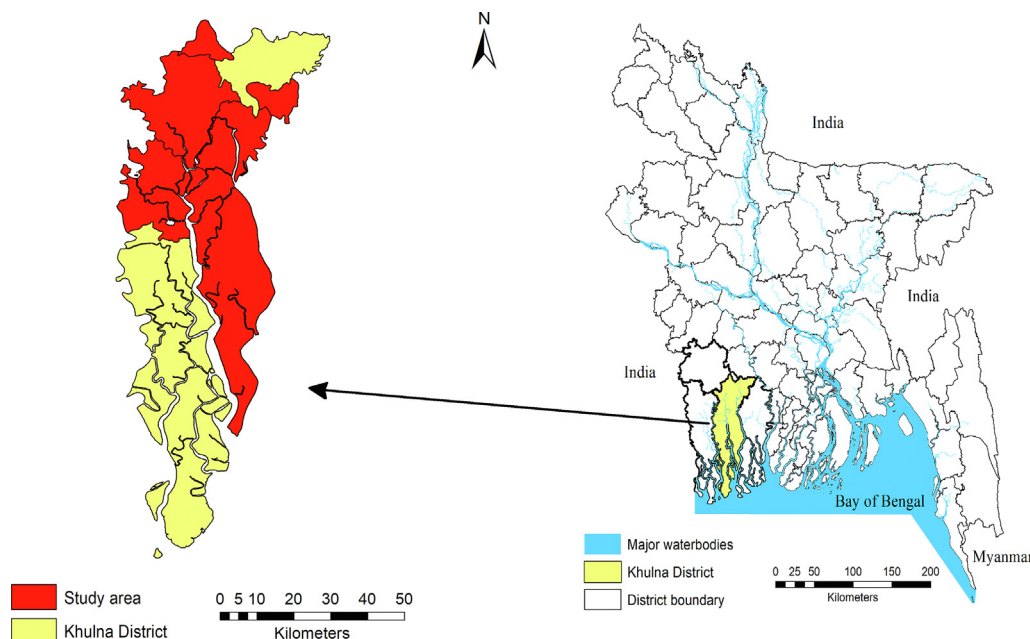 N
India
India
India
Bay of Bengal
Myanmar
Study area
Khulna District
0 5 10 20 30 40 50
Kilometers
Major waterbodies
Khulna District
District boundary
0 25 50 100 150 200
Kilometers